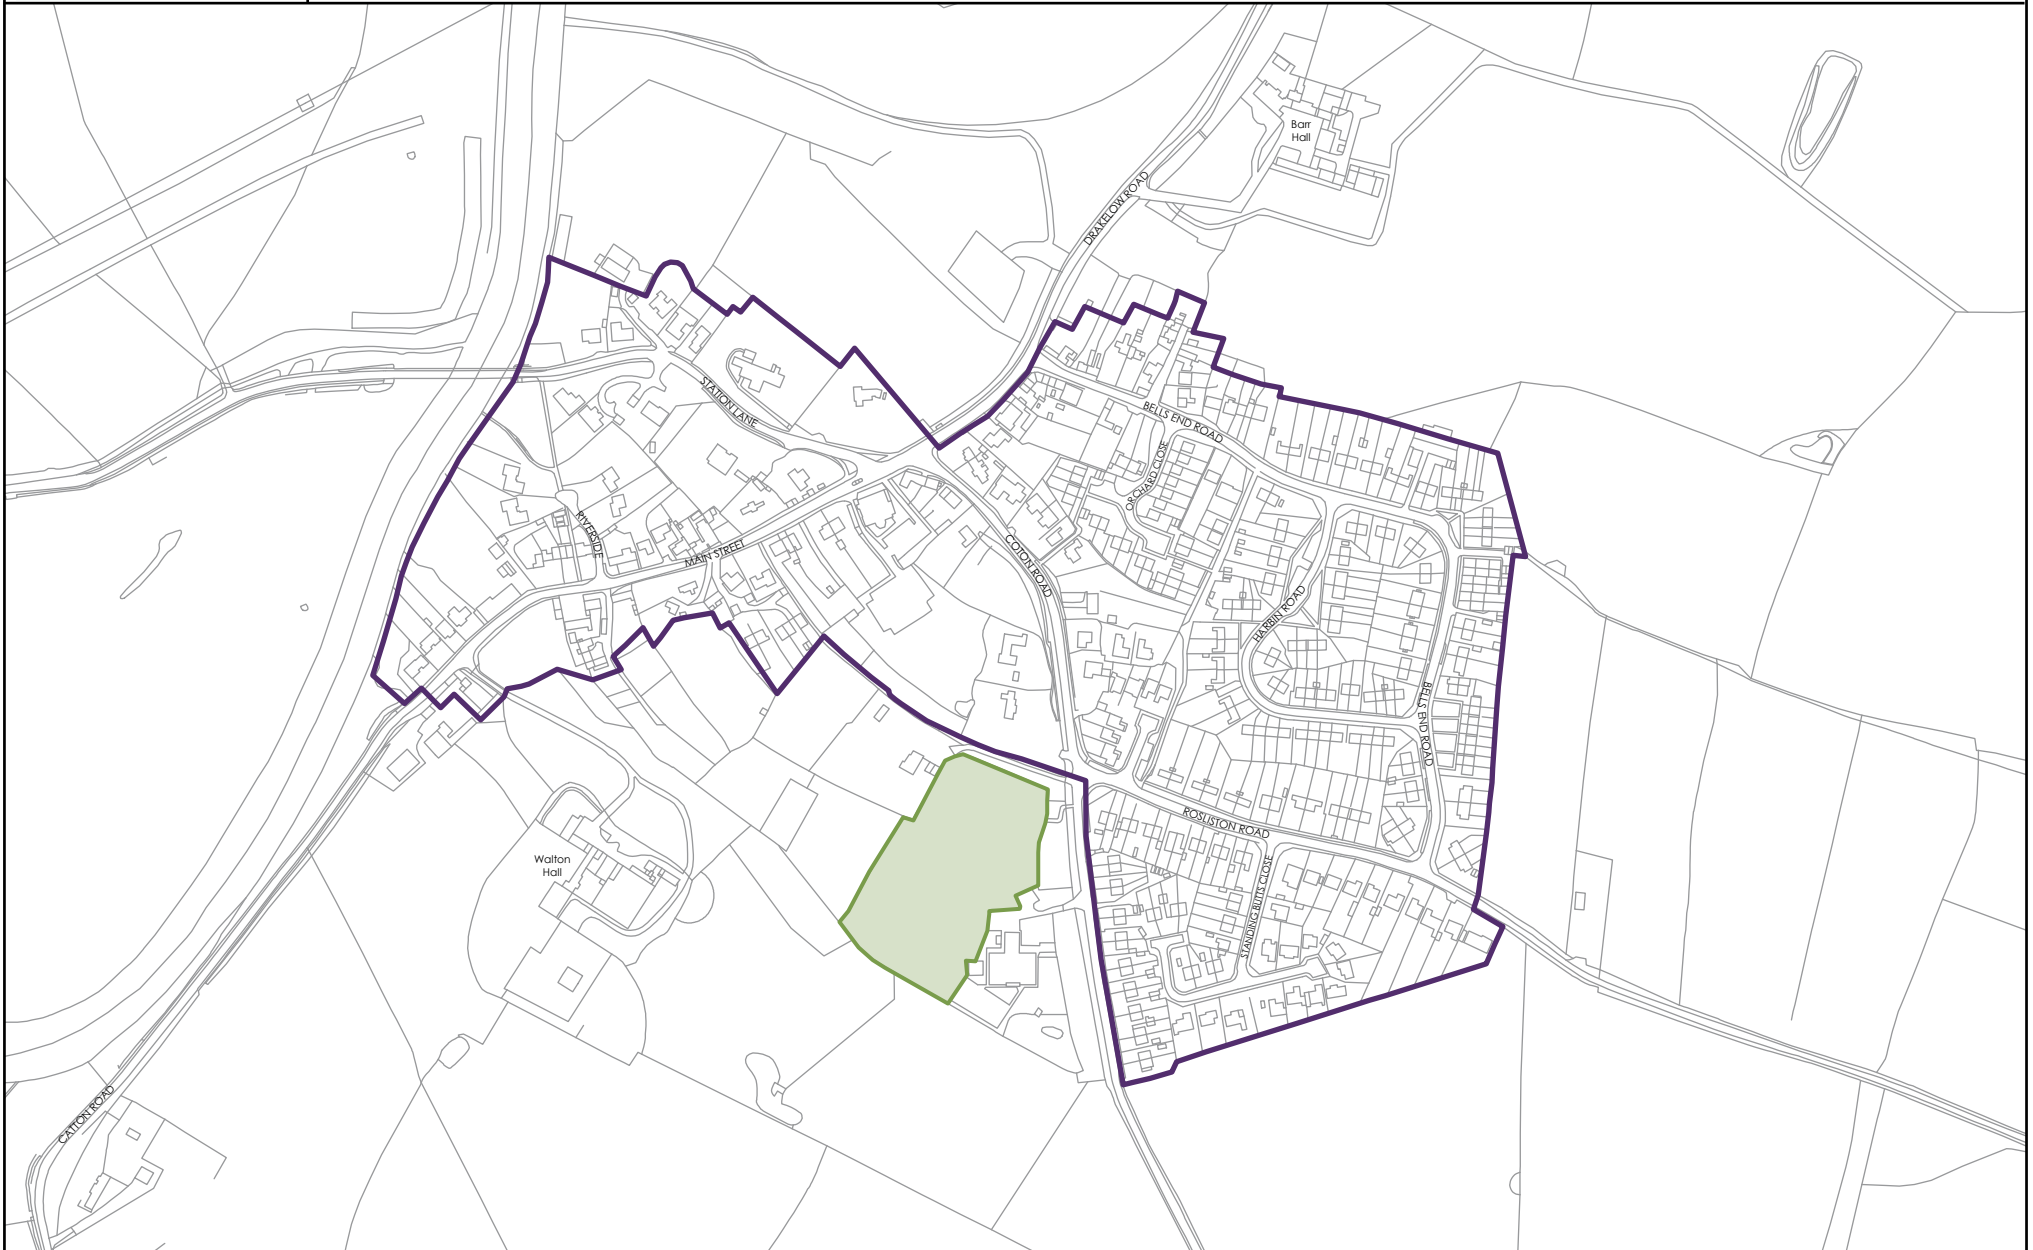 Barr
Hall
DRAKELOW ROAD
STATION LANE
BELLS END ROAD
ORCHARD CLOSE
RIVERSIDE
MAIN STREET
COTON ROAD
HARBIN ROAD
BELLS END ROAD
ROSLISTON ROAD
STANDING BUTTS CLOSE
Walton
Hall
CATTON ROAD